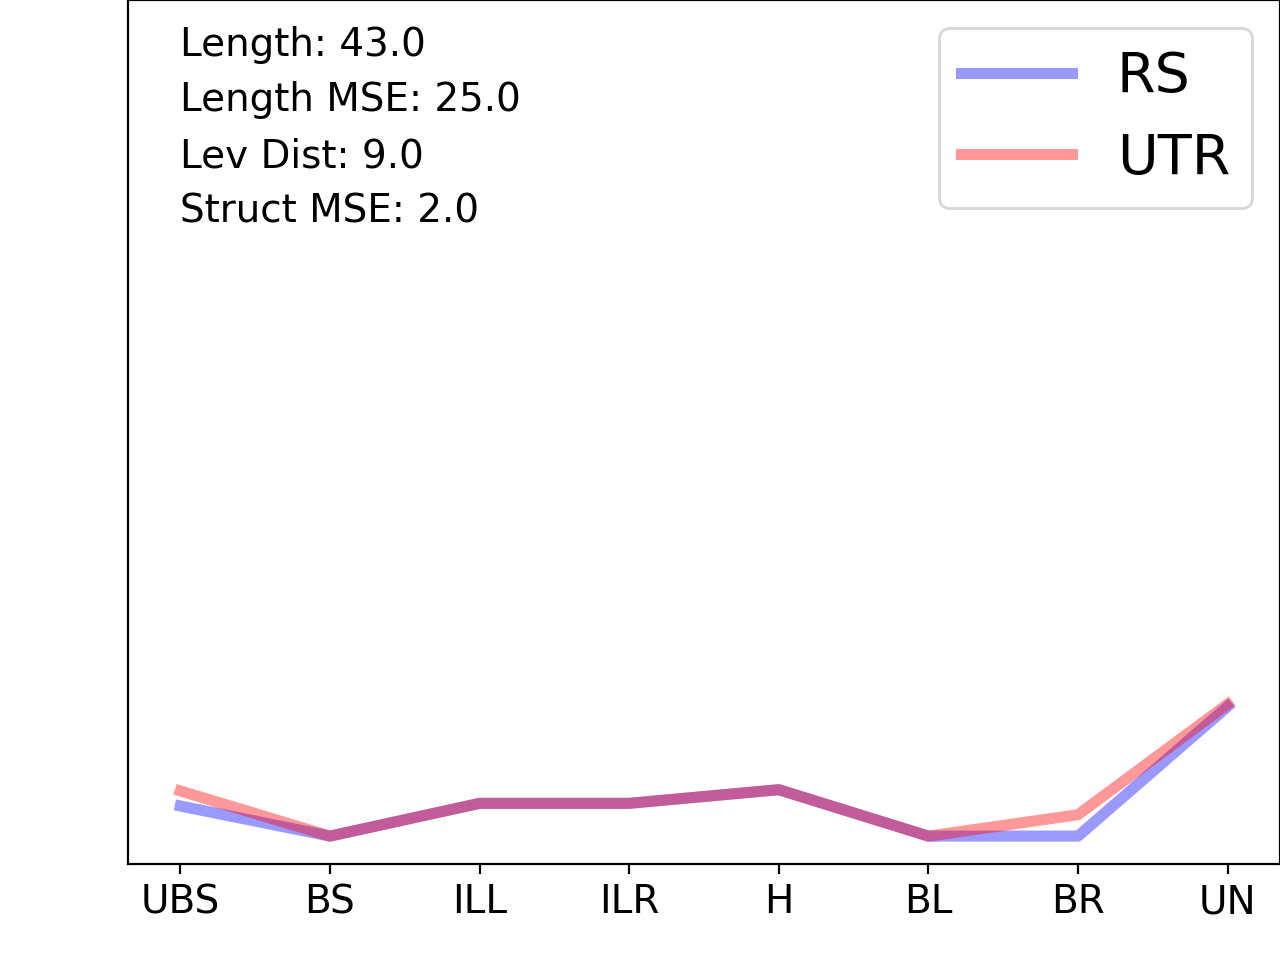 Length: 43.0
Length MSE: 25.0
Lev Dist: 9.0
Struct MSE: 2.0
RS
UTR
UBS BS ILL ILR H BL BR UN